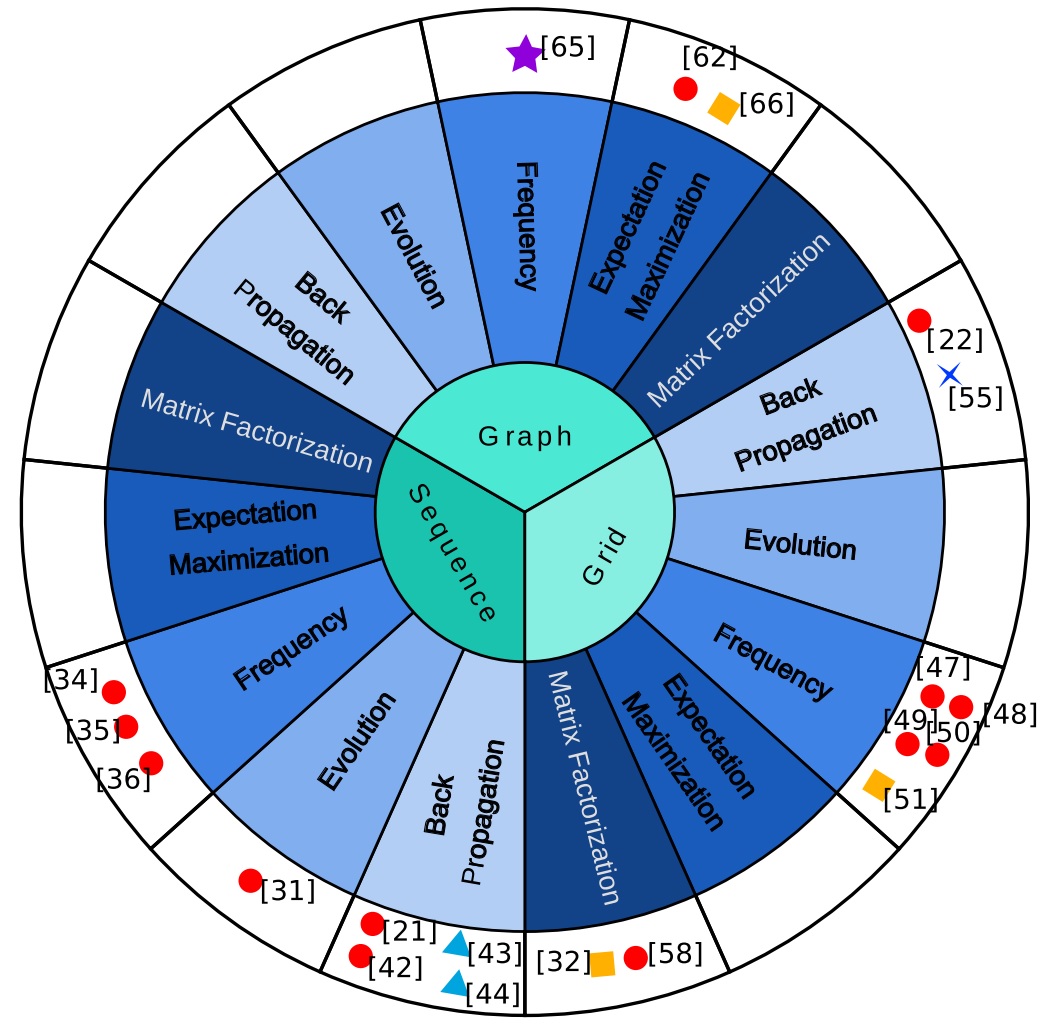 [65]
[62]
[66]
Frequency
Expectation
Maximization
Matrix Factorization
Evolution
Back
Propagation
[22]
[55]
Back
Propagation
Matrix Factorization
Graph
Sequence
Grid
Expectation
Maximization
Evolution
Frequency
Frequency
[47]
[48]
[49]
[50]
[51]
[34]
[35]
[36]
Evolution
Back
Propagation
Matrix Factorization
Expectation
Maximization
[31]
[21]
[42]
[43]
[44]
[32]
[58]